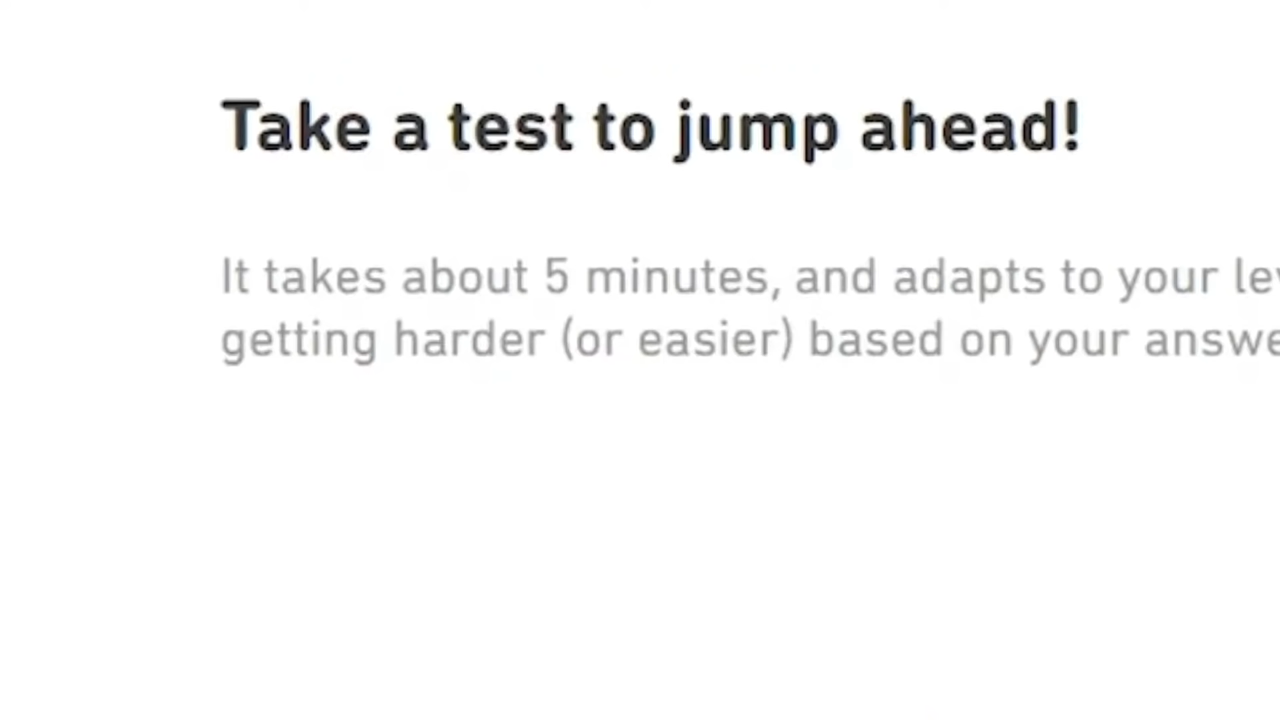 Take a test to jump ahead!
It takes about 5 minutes, and adapts to your
getting harder (or easier) based on your